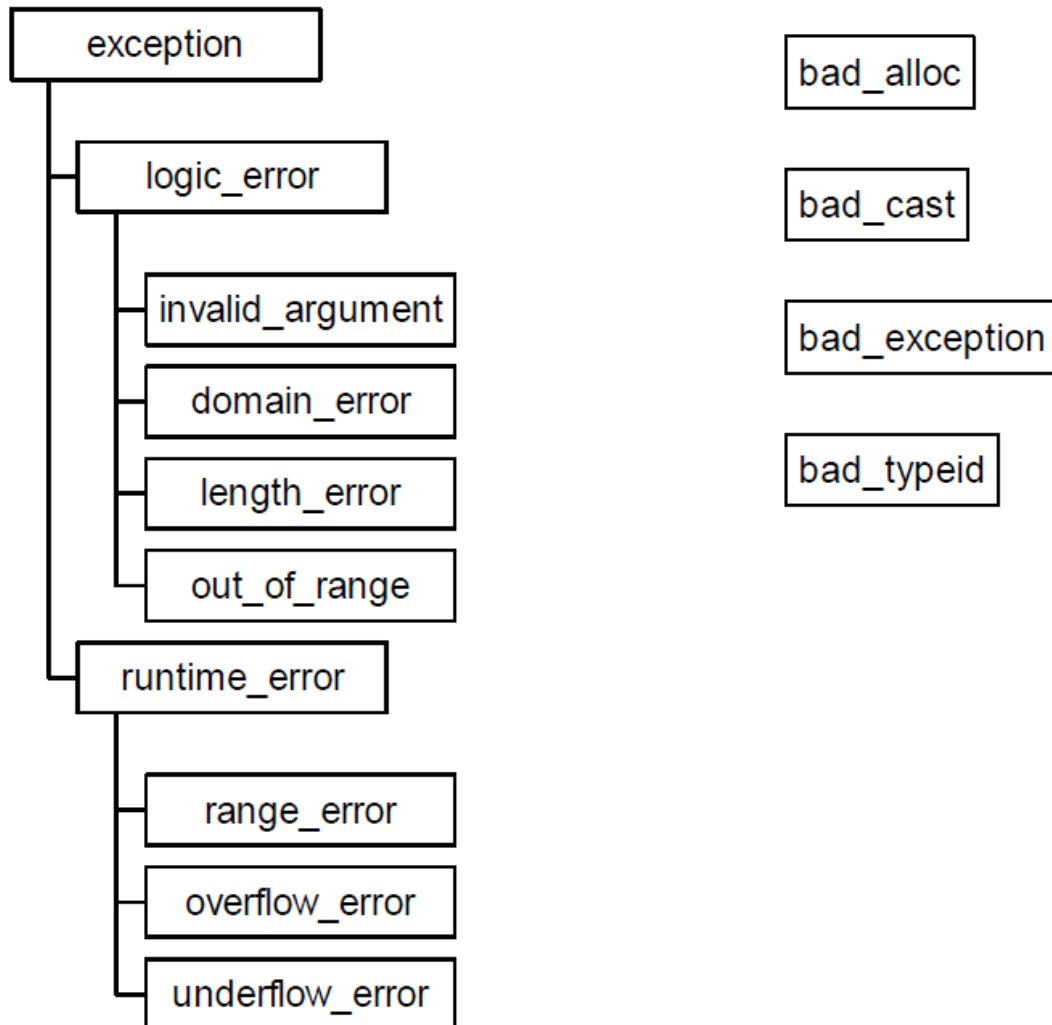 exception
logic_error
invalid_argument
domain_error
length_error
out_of_range
runtime_error
range_error
overflow_error
underflow_error
bad_alloc
bad_cast
bad_exception
bad_typeid